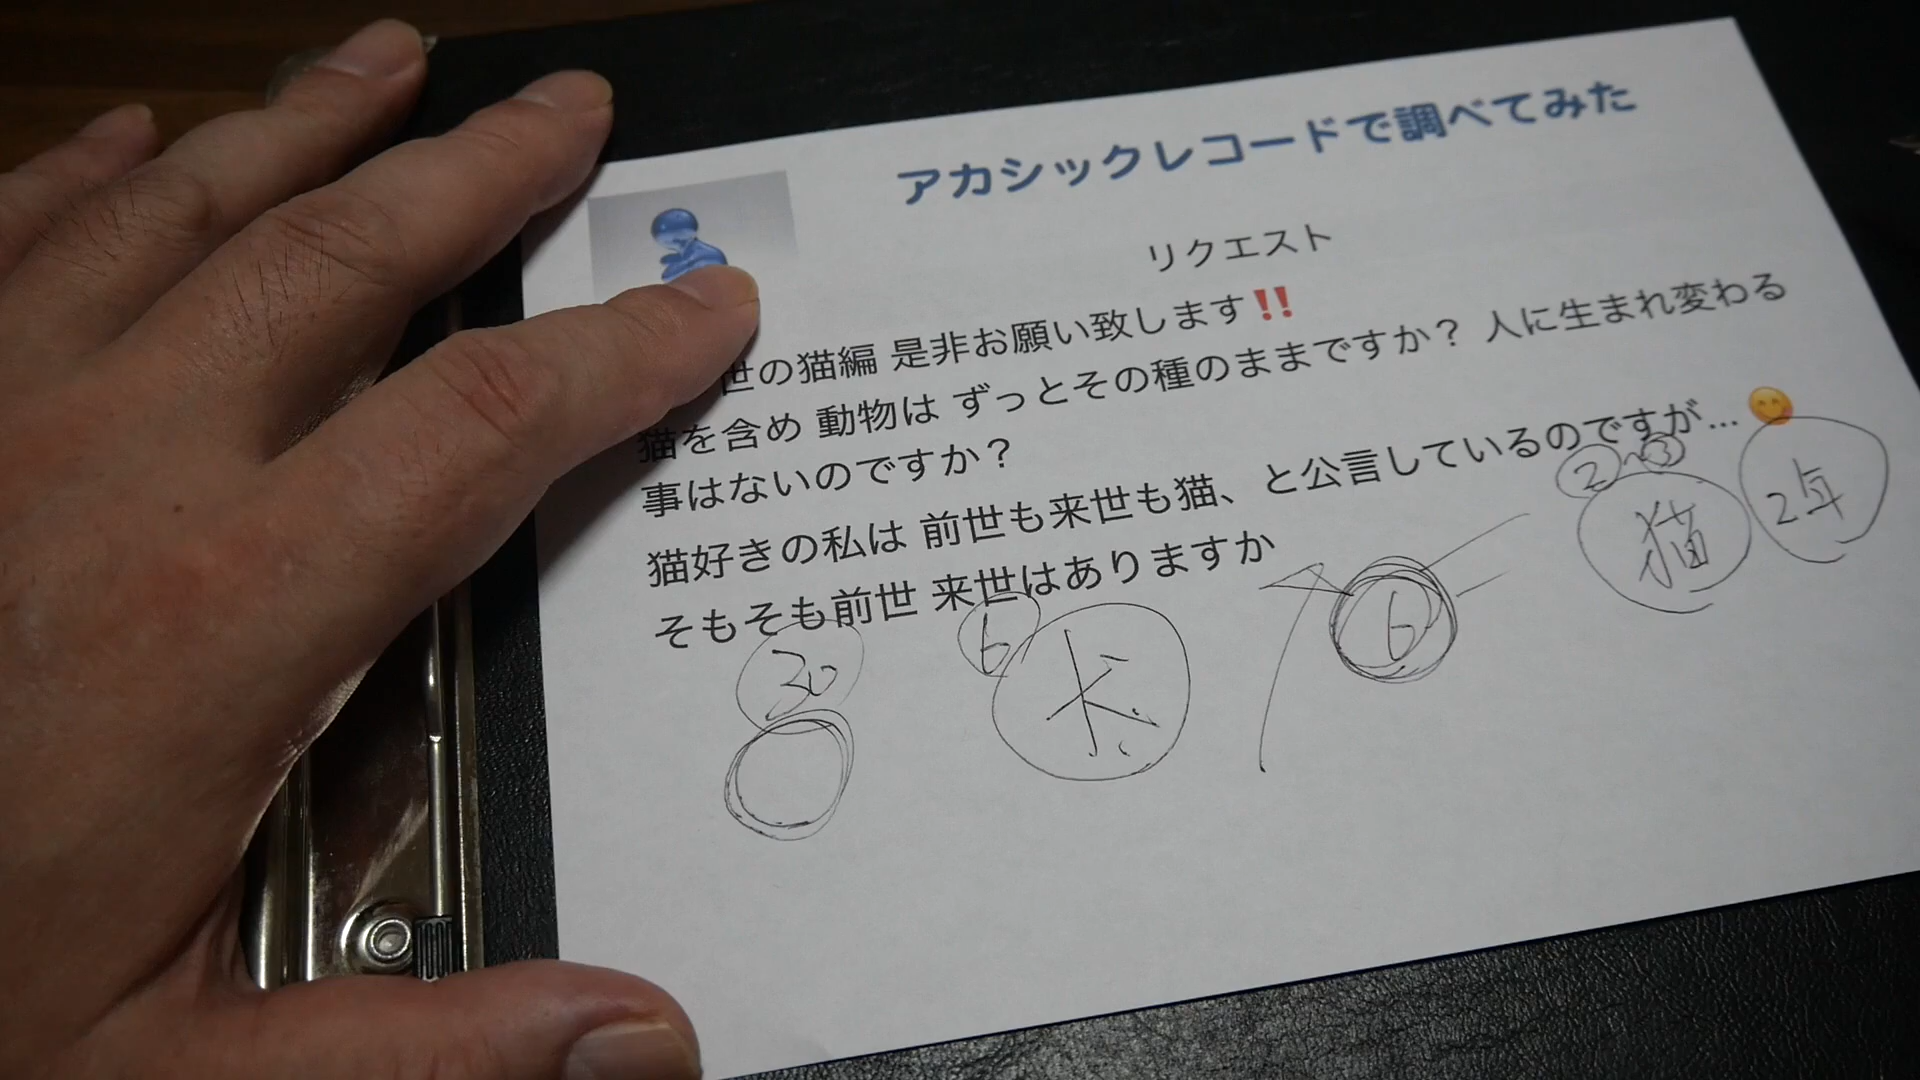 アカシックレコードで調べてみた
リクエスト
世の猫編 是非お願い致します‼️
猫を含め 動物は ずっとその種のままですか? 人に生まれ変わる
事はないのですか?
猫好きの私は 前世も来世も猫、と公言しているのですが…😋
そもそも前世 来世はありますか
② ~ ③
猫
2年
30
6
6